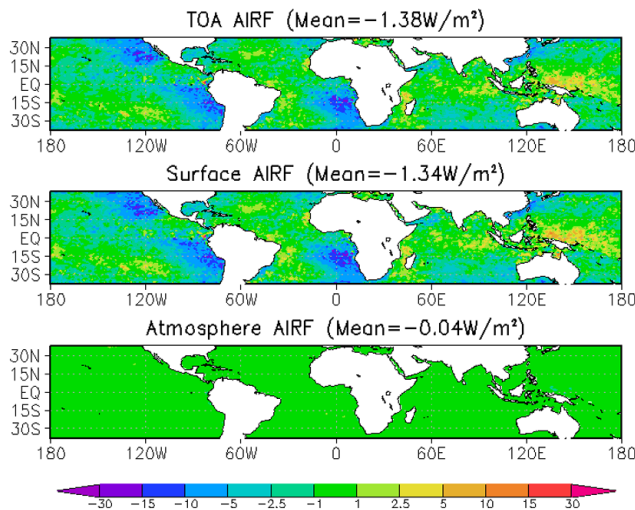 TOA AIRF (Mean=−1.38W/m²)
30N
15N
EQ
15S
30S
180 120W 60W 0 60E 120E 180
Surface AIRF (Mean=−1.34W/m²)
30N
15N
EQ
15S
30S
180 120W 60W 0 60E 120E 180
Atmosphere AIRF (Mean=−0.04W/m²)
30N
15N
EQ
15S
30S
180 120W 60W 0 60E 120E 180
−30 −15 −10 −5 −2.5 −1 1 2.5 5 10 15 30